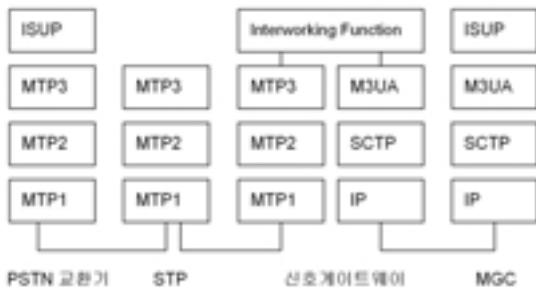 ISUP Interworking Function ISUP
MTP3 MTP3 MTP3 M3UA M3UA
MTP2 MTP2 MTP2 SCTP SCTP
MTP1 MTP1 MTP1 IP IP
PSTN 교환기 STP 신호게이트웨이 MGC